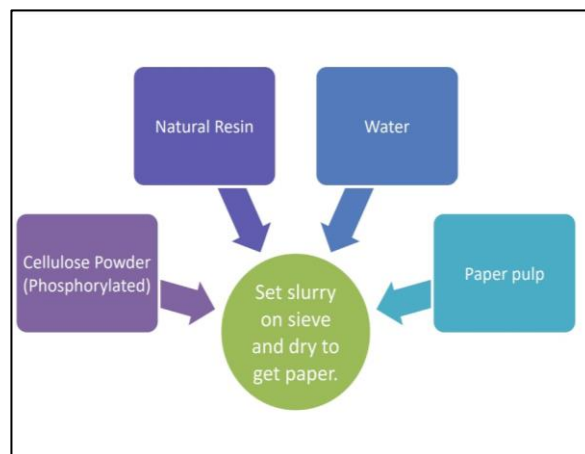 Natural Resin
Water
Cellulose Powder
(Phosphorylated)
Paper pulp
Set slurry
on sieve
and dry to
get paper.